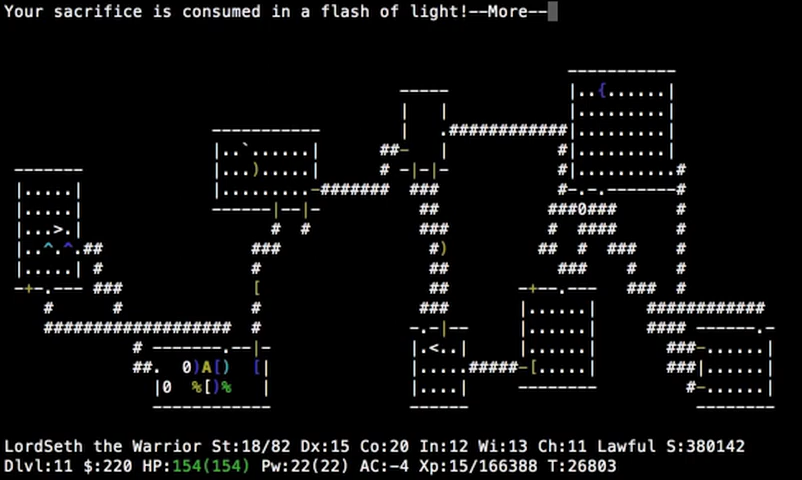 Your sacrifice is consumed in a flash of light!--More--
LordSeth the Warrior St:18/82 Dx:15 Co:20 In:12 Wi:13 Ch:11 Lawful S:380142
Dlvl:11 $:220 HP:154(154) Pw:22(22) AC:-4 Xp:15/166388 T:26803